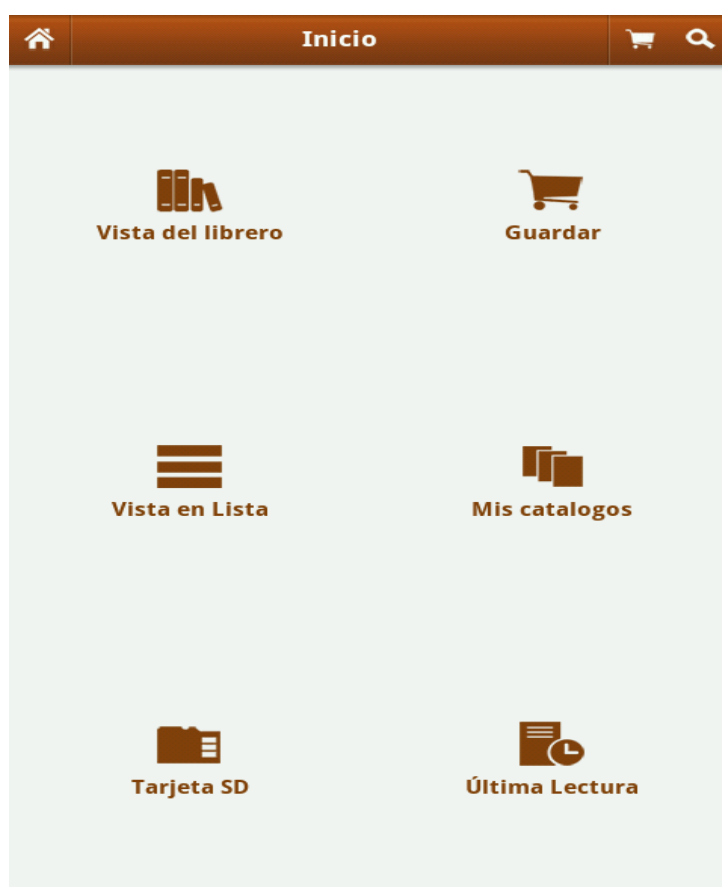 Inicio
Vista del librero
Guardar
Vista en Lista
Mis catalogos
Tarjeta SD
Última Lectura